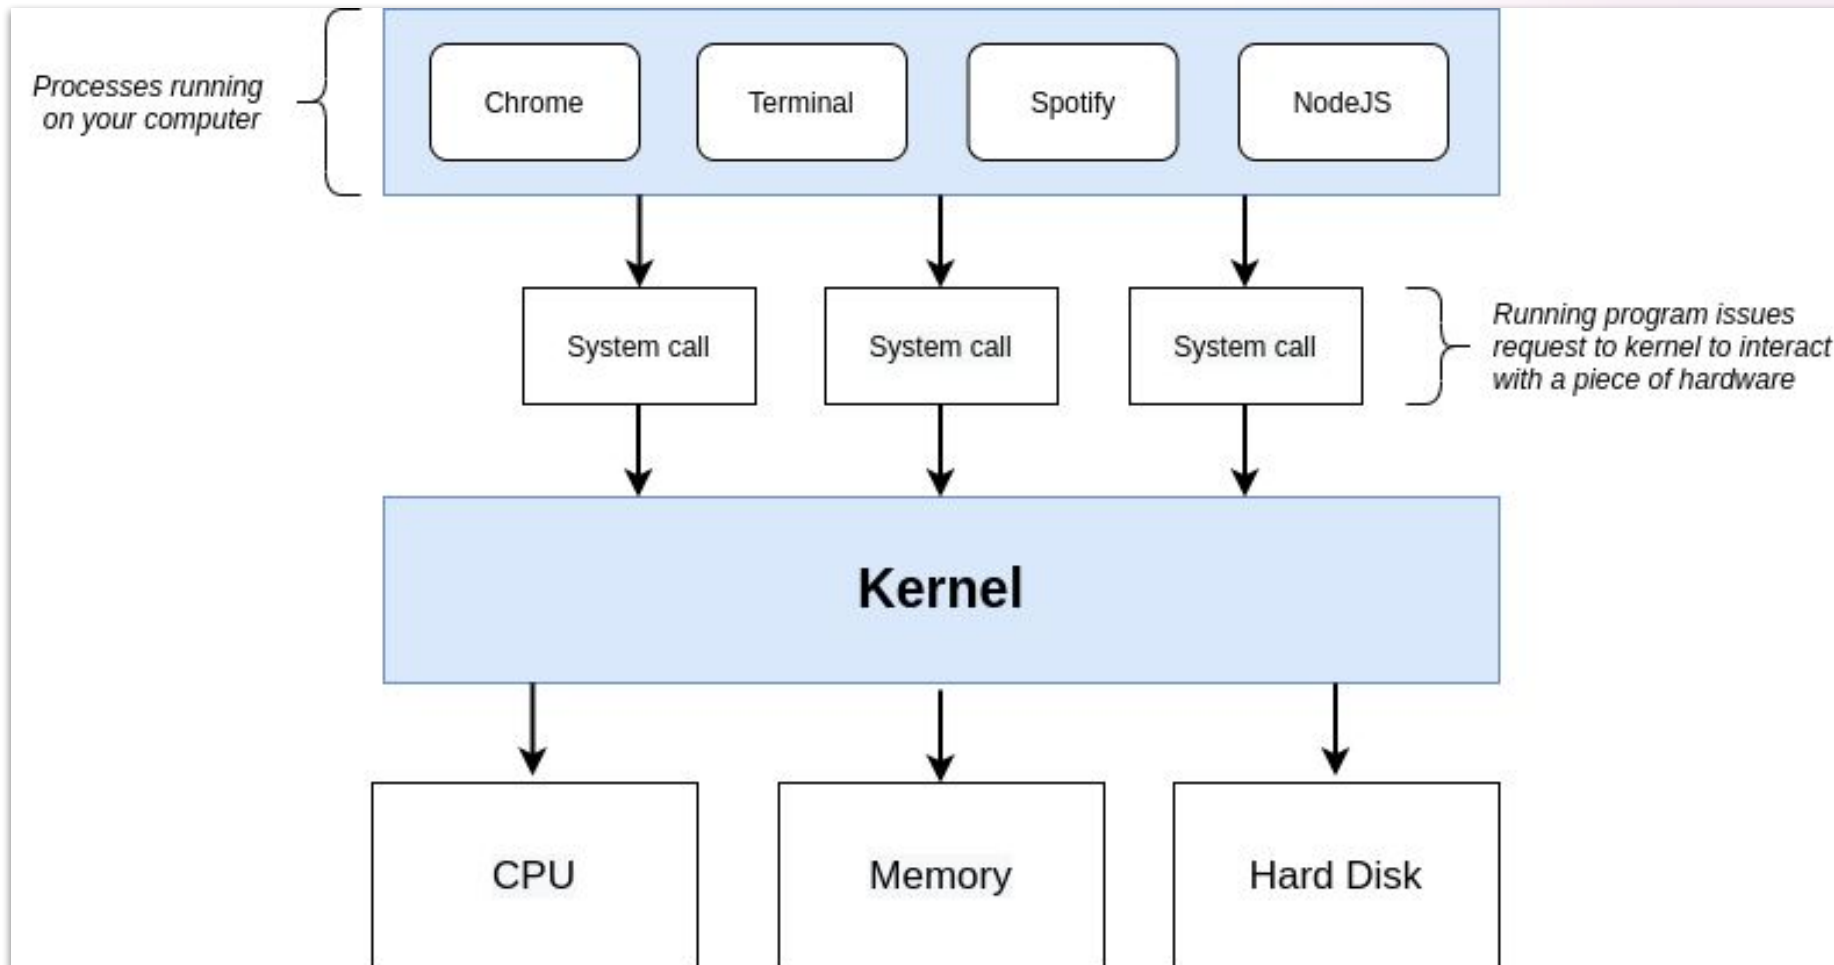 Processes running
on your computer
Chrome
Terminal
Spotify
NodeJS
System call
System call
System call
Running program issues
request to kernel to interact
with a piece of hardware
Kernel
CPU
Memory
Hard Disk